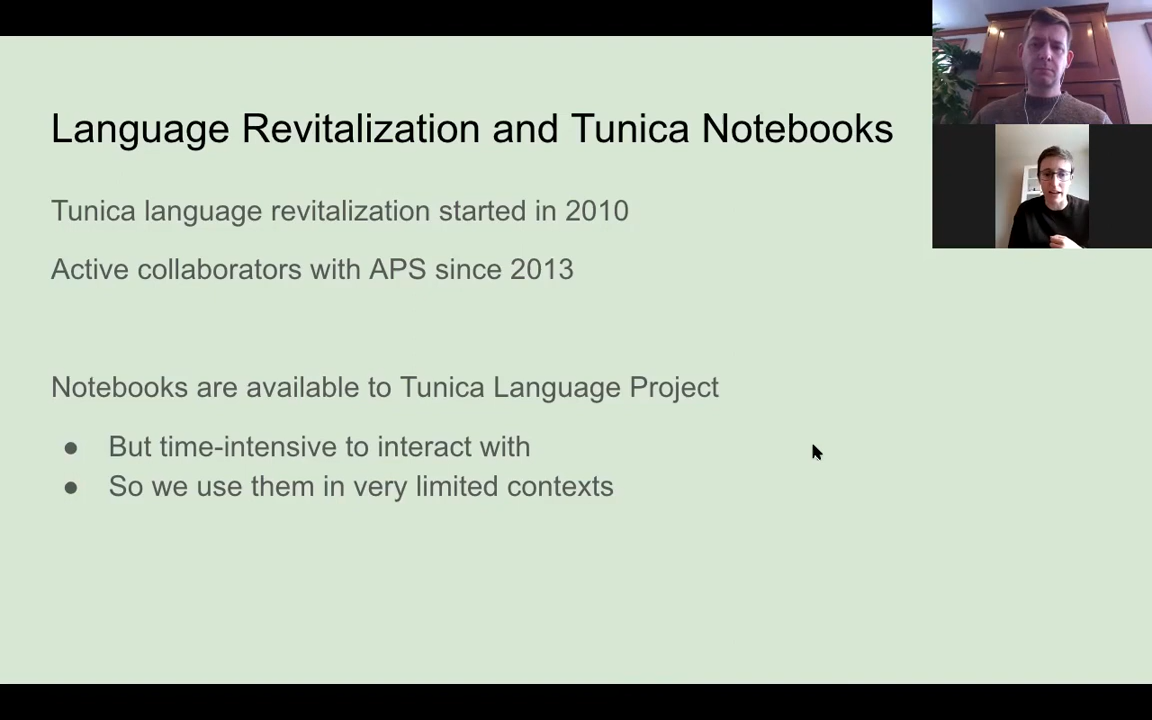 Language Revitalization and Tunica Notebooks
Tunica language revitalization started in 2010
Active collaborators with APS since 2013
Notebooks are available to Tunica Language Project
● But time-intensive to interact with
● So we use them in very limited contexts